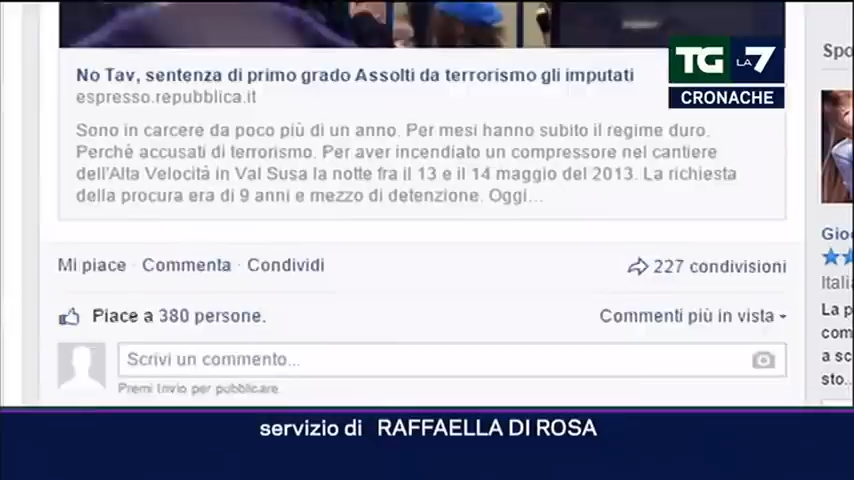 Spo
TG LA 7
CRONACHE
No Tav, sentenza di primo grado Assolti da terrorismo gli imputati
espresso.repubblica.it
Sono in carcere da poco più di un anno. Per mesi hanno subito il regime duro.
Perchè accusati di terrorismo. Per aver incendiato un compressore nel cantiere
dell'Alta Velocità in Val Susa la notte fra il 13 e il 14 maggio del 2013. La richiesta
della procura era di 9 anni e mezzo di detenzione. Oggi...
Mi piace · Commenta · Condividi
227 condivisioni
Piace a 380 persone.
Commenti più in vista
Scrivi un commento...
Premi Invio per pubblicare.
Gio
Italia
La p
com
a sc
sto..
servizio di RAFFAELLA DI ROSA